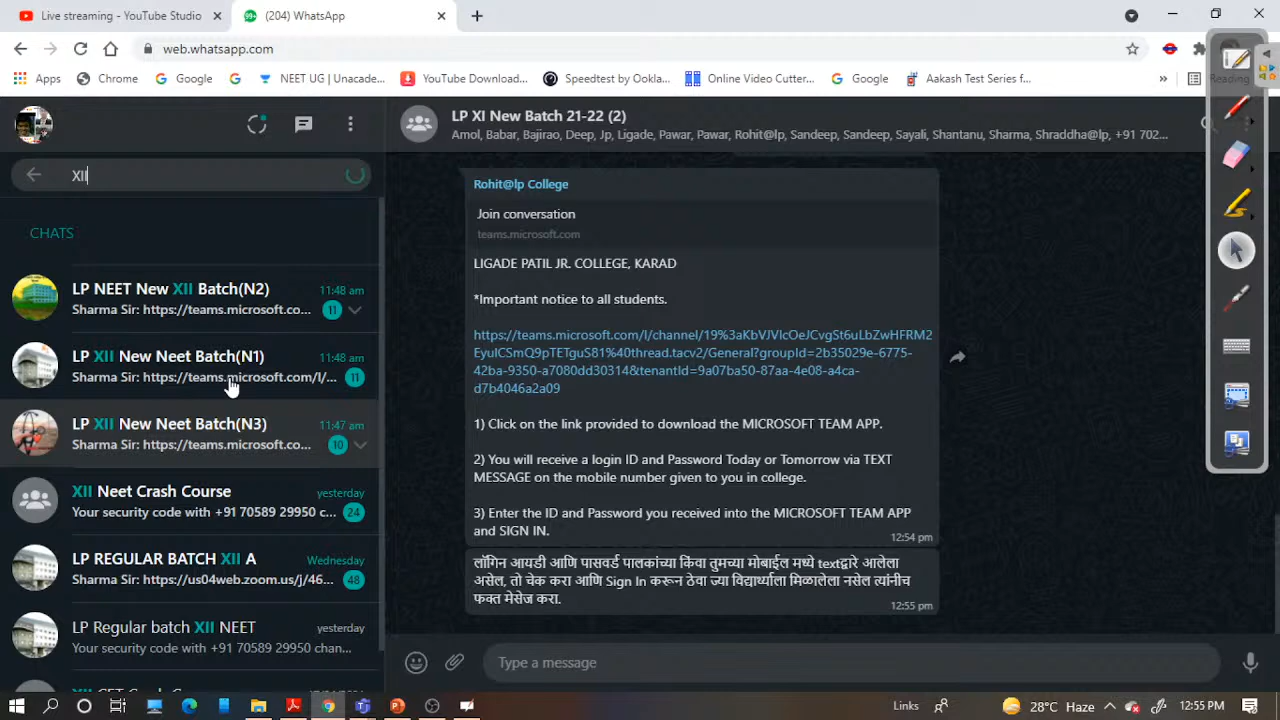 Live streaming - YouTube Studio
(204) WhatsApp
web.whatsapp.com
Apps
Chrome
Google
NEET UG | Unacade...
YouTube Download...
Speedtest by Ookla...
Online Video Cutter...
Google
Aakash Test Series f...
»
Reading
XII
CHATS
LP NEET New XII Batch(N2)
11:48 am
Sharma Sir: https://teams.microsoft.co...
11
LP XII New Neet Batch(N1)
11:48 am
Sharma Sir: https://teams.microsoft.com/l/...
11
LP XII New Neet Batch(N3)
11:47 am
Sharma Sir: https://teams.microsoft.co...
10
XII Neet Crash Course
yesterday
Your security code with +91 70589 29950 c...
24
LP REGULAR BATCH XII A
Wednesday
Sharma Sir: https://us04web.zoom.us/j/46...
48
LP Regular batch XII NEET
yesterday
Your security code with +91 70589 29950 chan...
LP XI New Batch 21-22 (2)
Amol, Babar, Bajirao, Deep, Jp, Ligade, Pawar, Pawar, Rohit@lp, Sandeep, Sandeep, Sayali, Shantanu, Sharma, Shraddha@lp, +91 702...
Rohit@lp College
Join conversation
teams.microsoft.com
LIGADE PATIL JR. COLLEGE, KARAD
*Important notice to all students.
https://teams.microsoft.com/l/channel/19%3aKbVJVIcOeJCvgSt6uLbZwHFRM2
42ba-9350-a7080dd30314&tenantId=9a07ba50-87aa-4e08-a4ca-
d7b4046a2a09
1) Click on the link provided to download the MICROSOFT TEAM APP.
2) You will receive a login ID and Password Today or Tomorrow via TEXT
MESSAGE on the mobile number given to you in college.
3) Enter the ID and Password you received into the MICROSOFT TEAM APP
and SIGN IN.
12:54 pm
लॉगिन आयडी आणि पासवर्ड पालकांच्या किंवा तुमच्या मोबाईल मध्ये textद्वारे आलेला
असेल, तो चेक करा आणि Sign In करून ठेवा ज्या विद्यार्थ्याला मिळालेला नसेल त्यांनीच
फक्त मेसेज करा.
12:55 pm
Type a message
Links
28°C Haze
12:55 PM